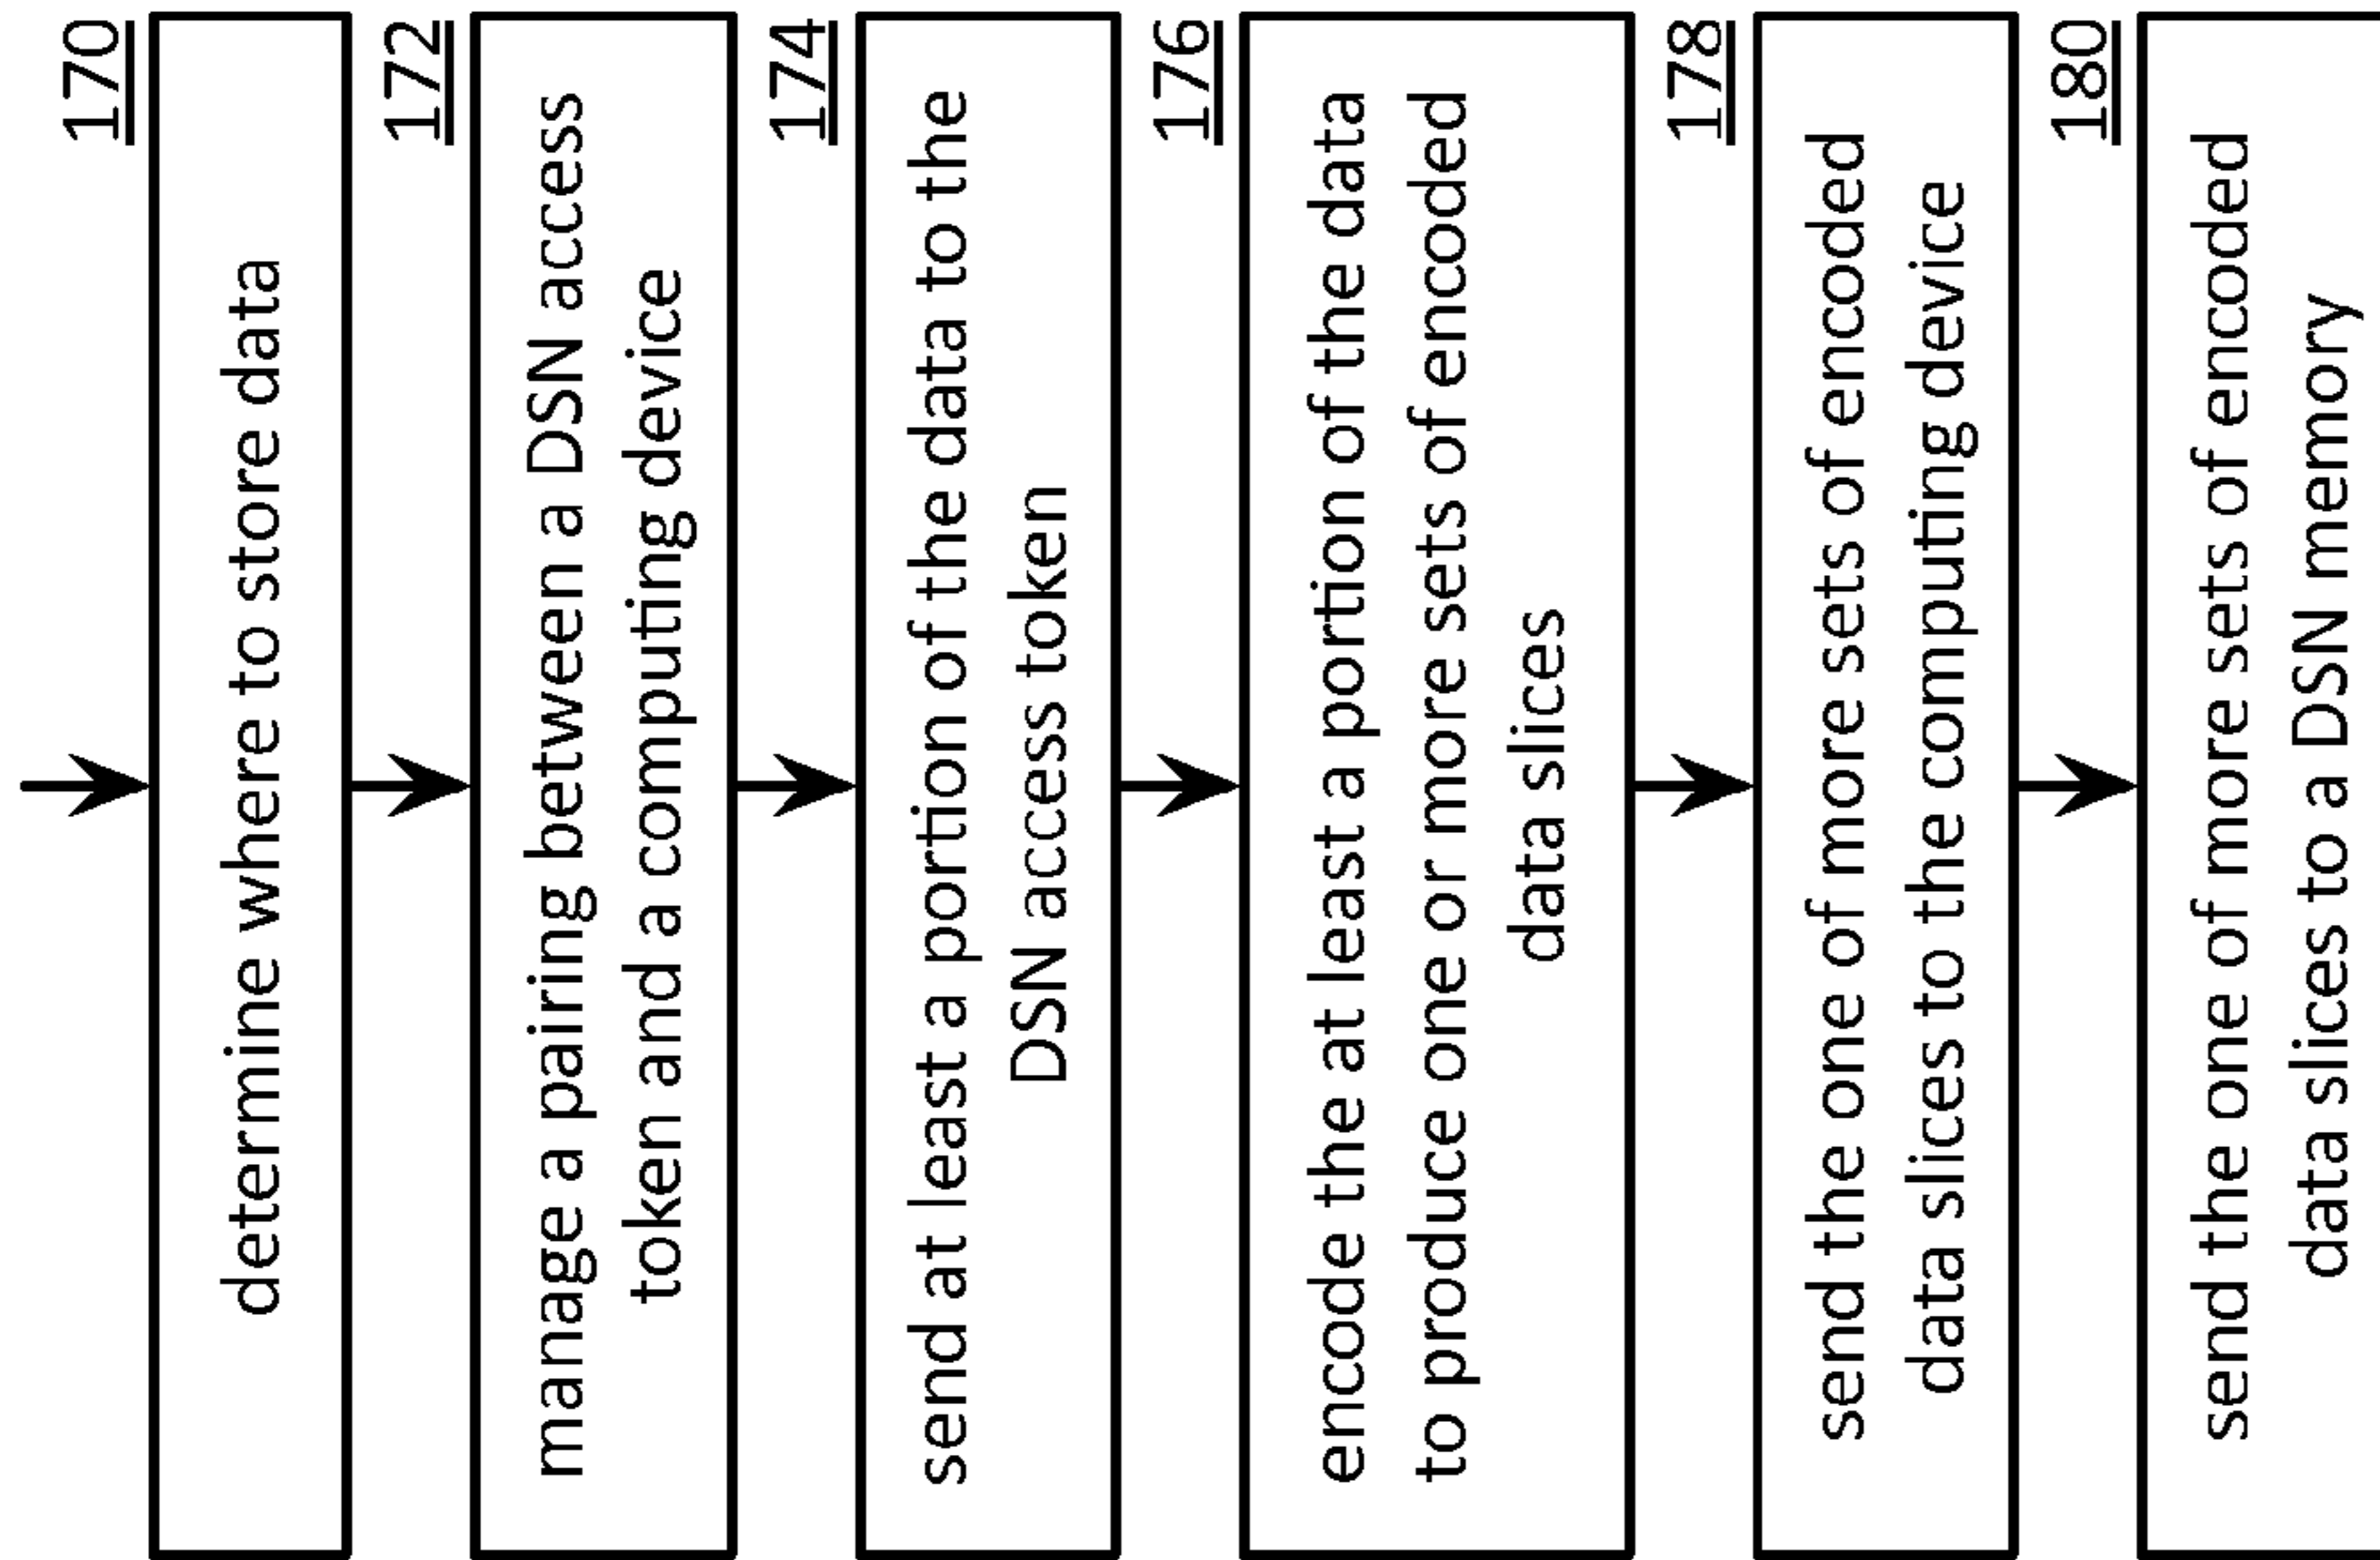 170
determine where to store data
172
manage a pairing between a DSN access
token and a computing device
174
send at least a portion of the data to the
DSN access token
176
encode the at least a portion of the data
to produce one or more sets of encoded
data slices
178
send the one of more sets of encoded
data slices to the computing device
180
send the one of more sets of encoded
data slices to a DSN memory